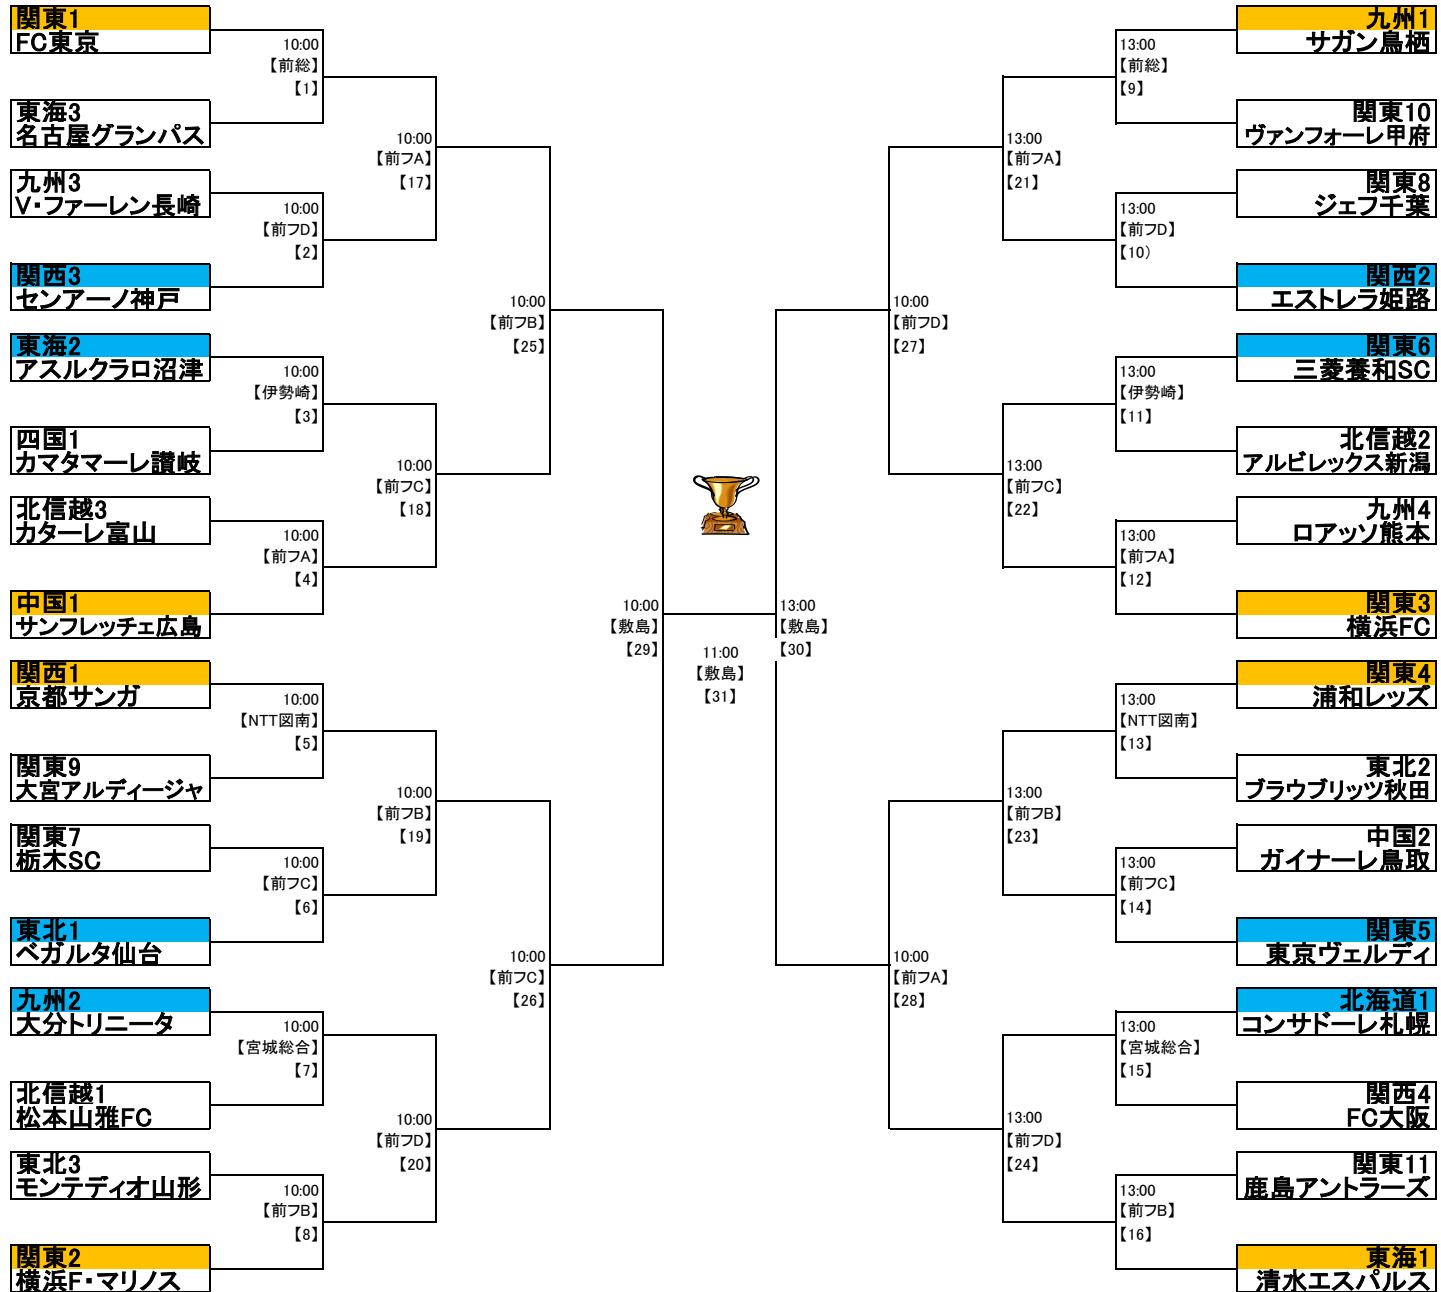 関東1
FC東京
10:00
【前総】
【1】
東海3
名古屋グランパス
10:00
【前フA】
【17】
九州3
V・ファーレン長崎
10:00
【前フD】
【2】
関西3
センアーノ神戸
10:00
【前フB】
【25】
東海2
アスルクラロ沼津
10:00
【伊勢崎】
【3】
四国1
カマタマーレ讃岐
10:00
【前フC】
【18】
北信越3
カターレ富山
10:00
【前フA】
【4】
中国1
サンフレッチェ広島
10:00
【敷島】
【29】
関西1
京都サンガ
10:00
【NTT図南】
【5】
関東9
大宮アルディージャ
10:00
【前フB】
【19】
関東7
栃木SC
10:00
【前フC】
【6】
東北1
ベガルタ仙台
10:00
【前フC】
【26】
九州2
大分トリニータ
10:00
【宮城総合】
【7】
北信越1
松本山雅FC
10:00
【前フD】
【20】
東北3
モンテディオ山形
10:00
【前フB】
【8】
関東2
横浜F・マリノス
11:00
【敷島】
【31】
九州1
サガン鳥栖
13:00
【前総】
【9】
関東10
ヴァンフォーレ甲府
13:00
【前フA】
【21】
関東8
ジェフ千葉
13:00
【前フD】
【10）
関西2
エストレラ姫路
10:00
【前フD】
【27】
関東6
三菱養和SC
13:00
【伊勢崎】
【11】
北信越2
アルビレックス新潟
13:00
【前フC】
【22】
九州4
ロアッソ熊本
13:00
【前フA】
【12】
関東3
横浜FC
13:00
【敷島】
【30】
関東4
浦和レッズ
13:00
【NTT図南】
【13】
東北2
ブラウブリッツ秋田
13:00
【前フB】
【23】
中国2
ガイナーレ鳥取
13:00
【前フC】
【14】
関東5
東京ヴェルディ
10:00
【前フA】
【28】
北海道1
コンサドーレ札幌
13:00
【宮城総合】
【15】
関西4
FC大阪
13:00
【前フD】
【24】
関東11
鹿島アントラーズ
13:00
【前フB】
【16】
東海1
清水エスパルス